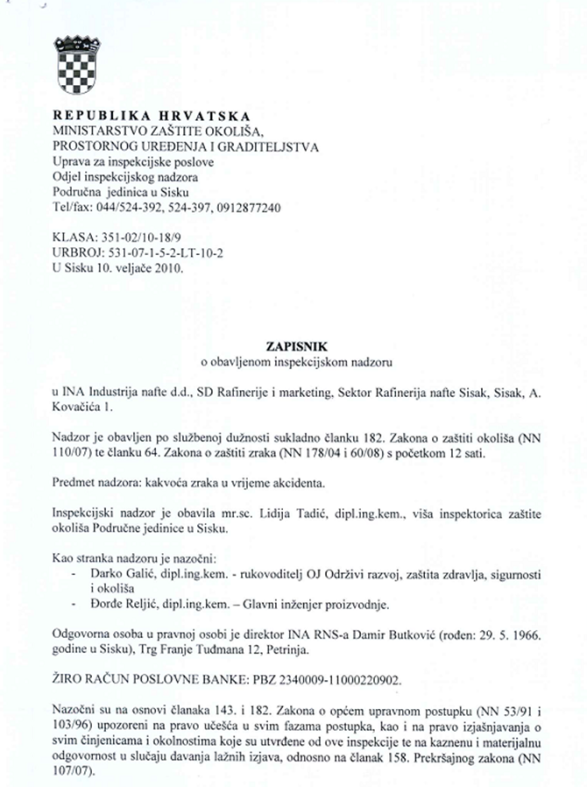 REPUBLIKA HRVATSKA
MINISTARSTVO ZAŠTITE OKOLIŠA,
PROSTORNOG UREĐENJA I GRADITELJSTVA
Uprava za inspekcijske poslove
Odjel inspekcijskog nadzora
Područna jedinica u Sisku
Tel/fax: 044/524-392, 524-397, 0912877240
KLASA: 351-02/10-18/9
URBROJ: 531-07-1-5-2-LT-10-2
U Sisku 10. veljače 2010.
ZAPISNIK
o obavljenom inspekcijskom nadzoru
u INA Industrija nafte d.d., SD Rafinerije i marketing, Sektor Rafinerija nafte Sisak, Sisak, A.
Kovačića 1.
Nadzor je obavljen po službenoj dužnosti sukladno članku 182. Zakona o zaštiti okoliša (NN
110/07) te članku 64. Zakona o zaštiti zraka (NN 178/04 i 60/08) s početkom 12 sati.
Predmet nadzora: kakvoća zraka u vrijeme akcidenta.
Inspekcijski nadzor je obavila mr.sc. Lidija Tadić, dipl.ing.kem., viša inspektorica zaštite
okoliša Područne jedinice u Sisku.
Kao stranka nadzoru je nazočni:
- Darko Galić, dipl.ing.kem. - rukovoditelj OJ Održivi razvoj, zaštita zdravlja, sigurnosti
i okoliša
- Đorđe Reljić, dipl.ing.kem. – Glavni inženjer proizvodnje.
Odgovorna osoba u pravnoj osobi je direktor INA RNS-a Damir Butković (rođen: 29. 5. 1966.
godine u Sisku), Trg Franje Tuđmana 12, Petrinja.
ŽIRO RAČUN POSLOVNE BANKE: PBZ 2340009-11000220902.
Nazočni su na osnovi članaka 143. i 182. Zakona o općem upravnom postupku (NN 53/91 i
103/96) upozoreni na pravo učešća u svim fazama postupka, kao i na pravo izjašnjavanja o
svim činjenicama i okolnostima koje su utvrđene od ove inspekcije te na kaznenu i materijalnu
odgovornost u slučaju davanja lažnih izjava, odnosno na članak 158. Prekršajnog zakona (NN
107/07).